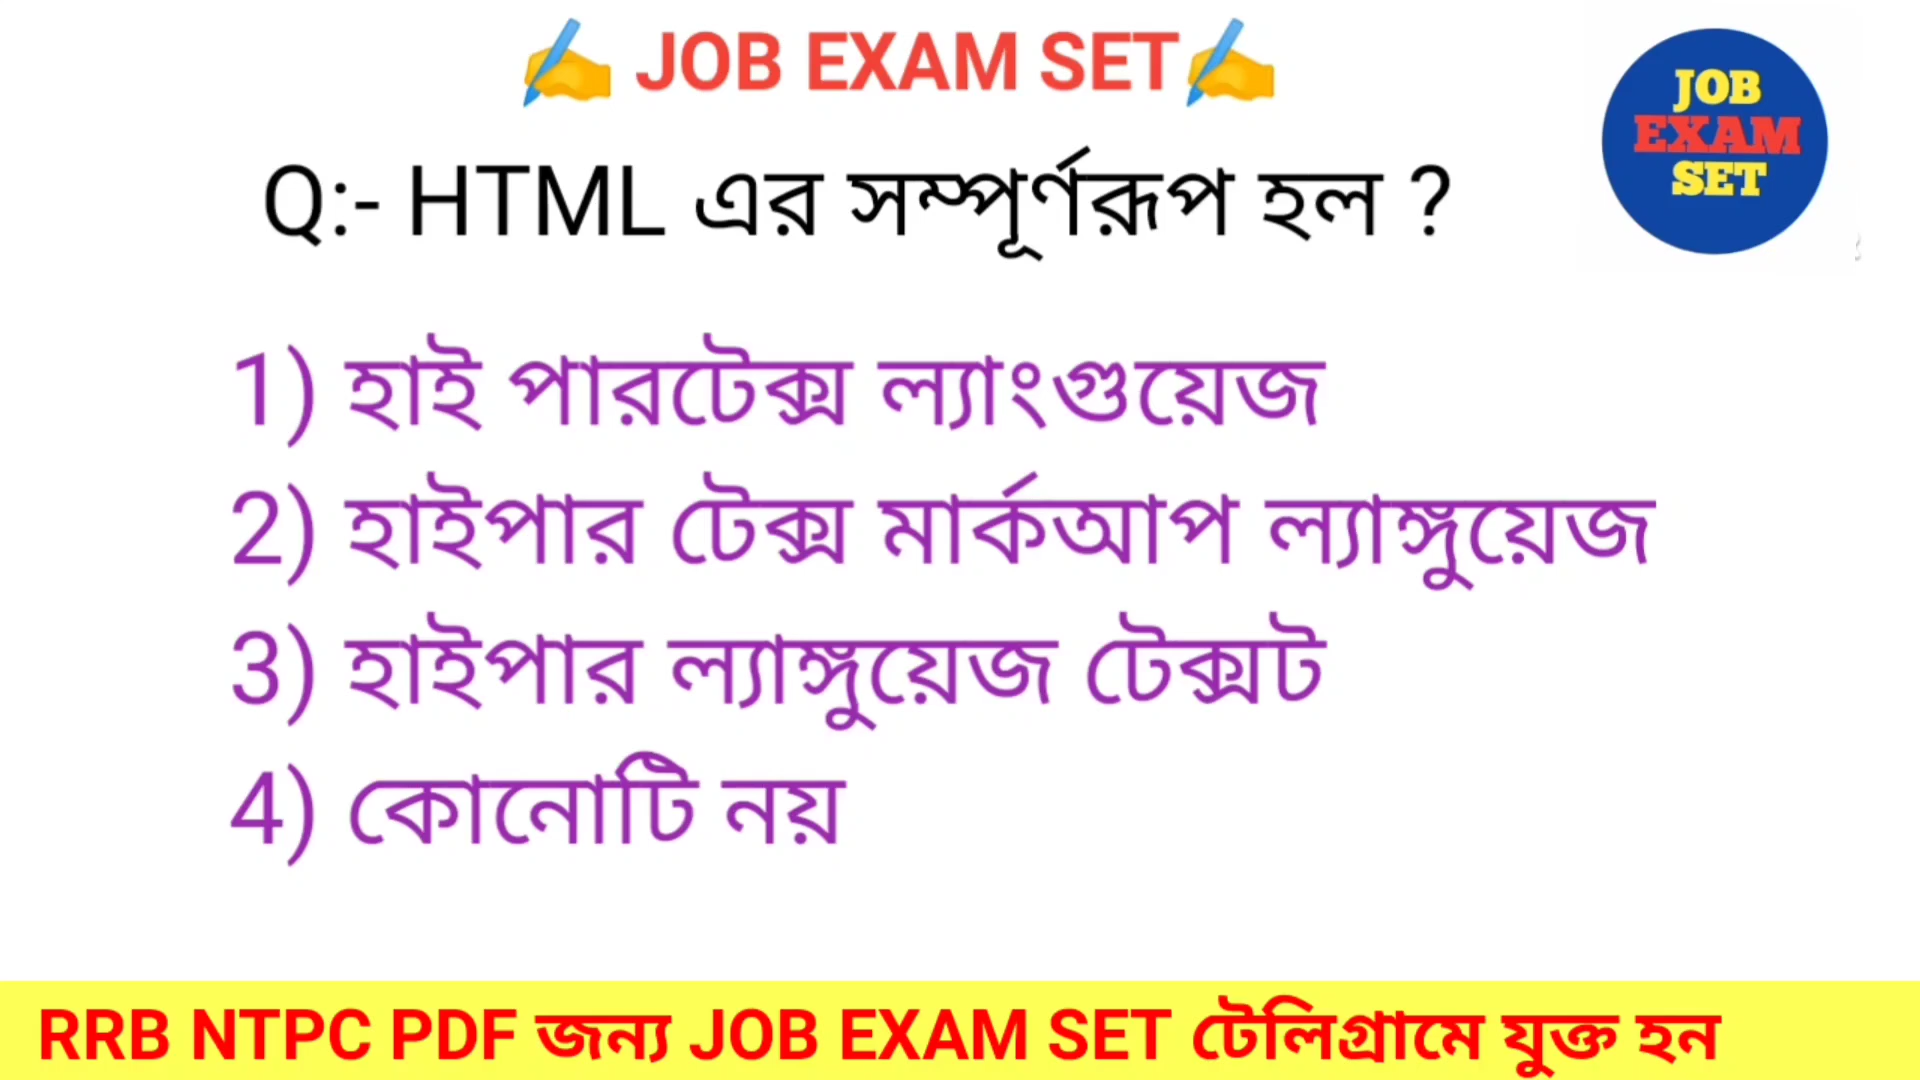 ✍️ JOB EXAM SET✍️
JOB
EXAM
SET
Q:- HTML এর সম্পূর্ণরূপ হল ?
1) হাই পারটেক্স ল্যাংগুয়েজ
2) হাইপার টেক্স মার্কআপ ল্যাঙ্গুয়েজ
3) হাইপার ল্যাঙ্গুয়েজ টেক্সট
4) কোনোটি নয়
RRB NTPC PDF জন্য JOB EXAM SET টেলিগ্রামে যুক্ত হন